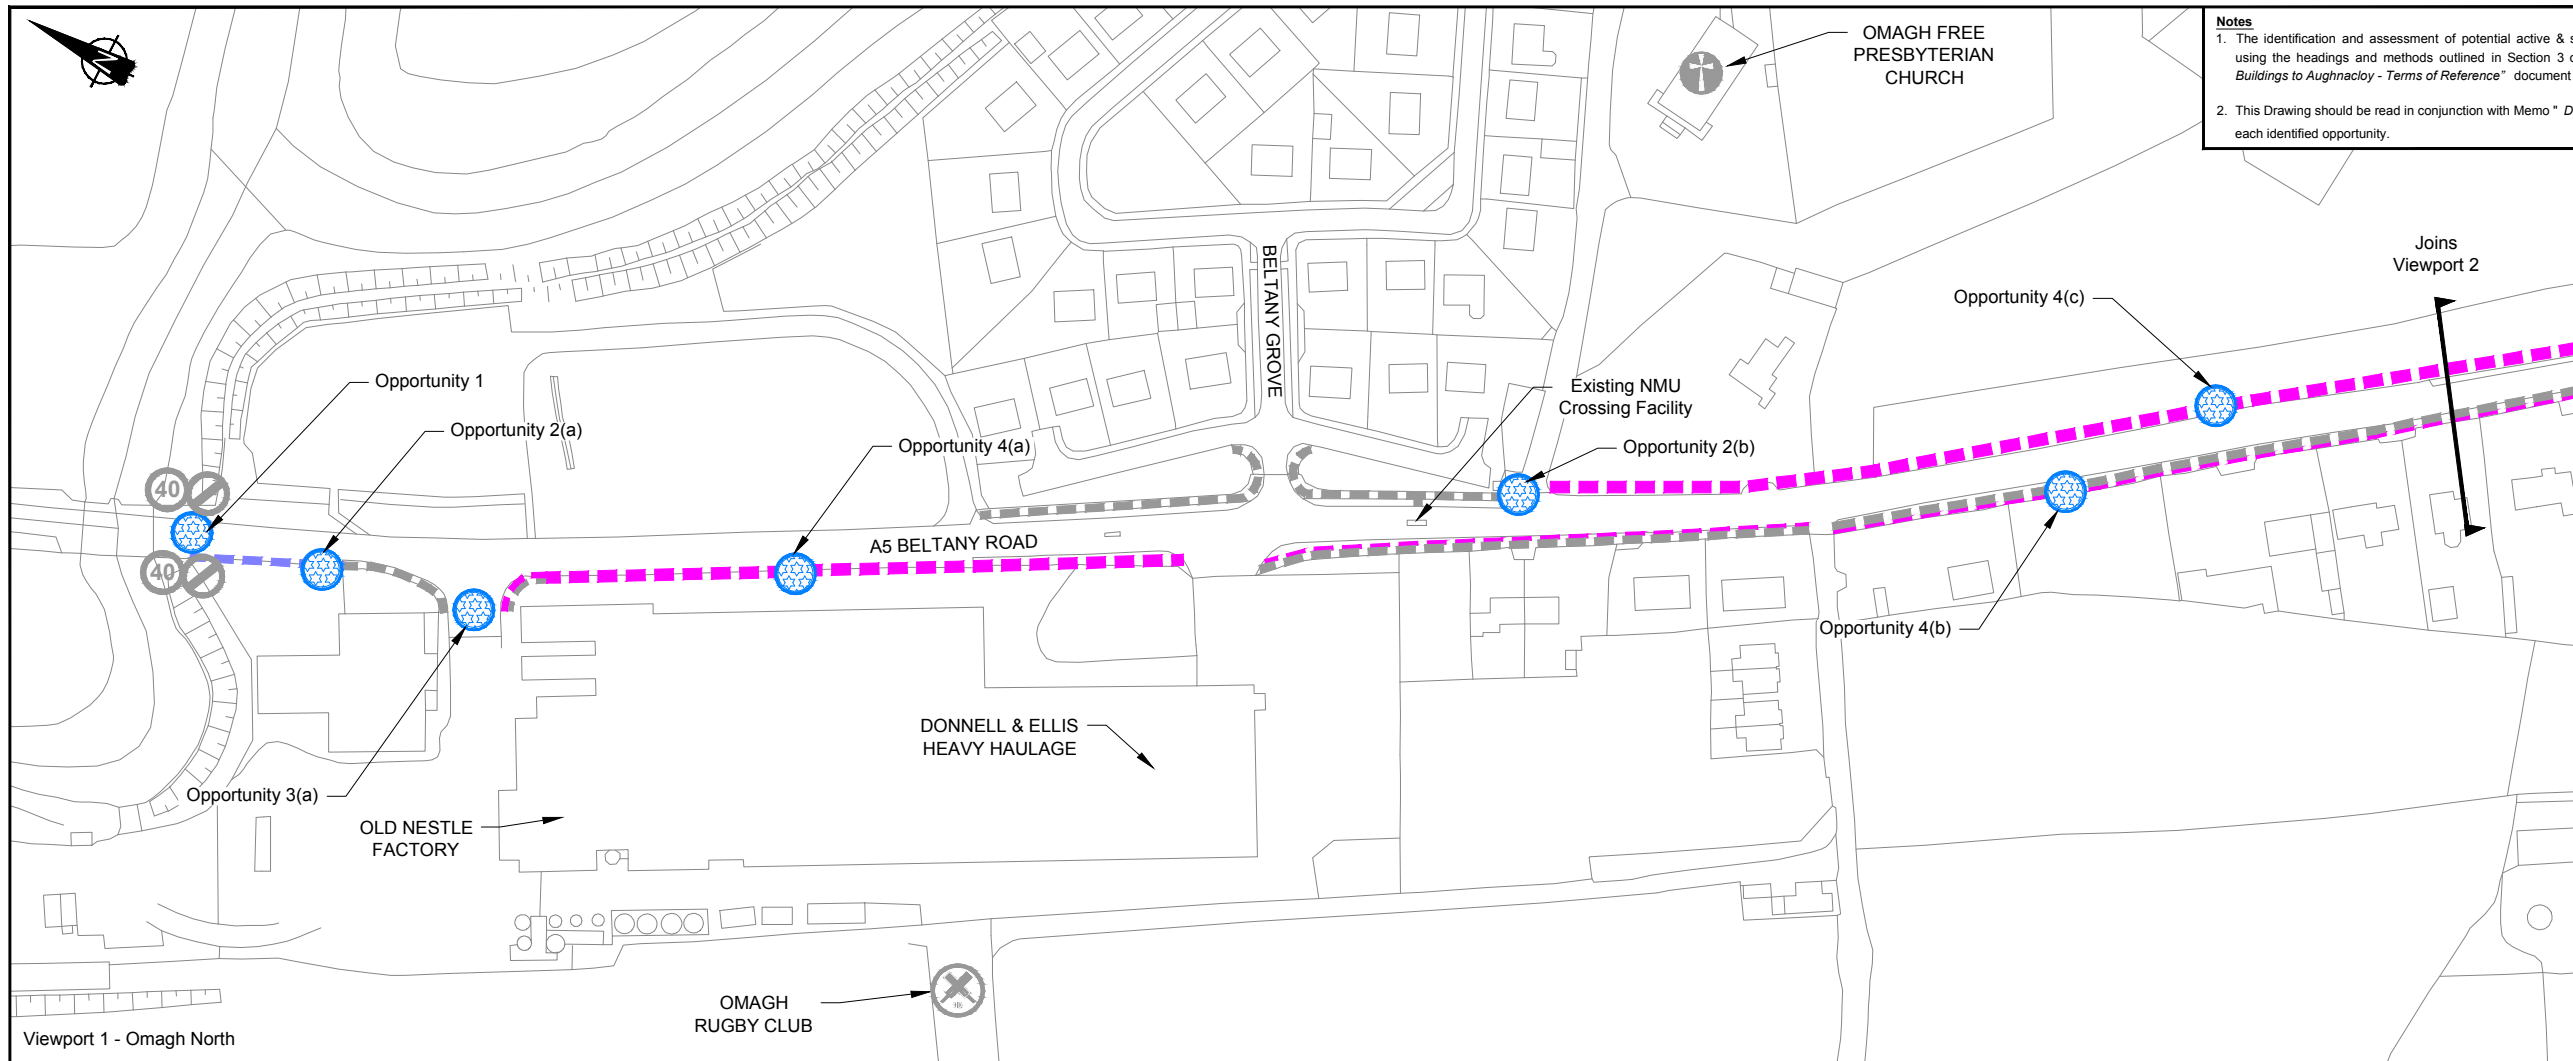 OMAGH FREE
PRESBYTERIAN
CHURCH
Notes
1. The identification and assessment of potential active & s
using the headings and methods outlined in Section 3 o
Buildings to Aughnacloy - Terms of Reference" document
2. This Drawing should be read in conjunction with Memo " D
each identified opportunity.
Joins
Viewport 2
BELTANY GROVE
Opportunity 4(c)
Opportunity 1
Existing NMU
Crossing Facility
Opportunity 2(a)
Opportunity 4(a)
Opportunity 2(b)
40
40
A5 BELTANY ROAD
Opportunity 4(b)
DONNELL & ELLIS
HEAVY HAULAGE
Opportunity 3(a)
OLD NESTLE
FACTORY
OMAGH
RUGBY CLUB
Viewport 1 - Omagh North